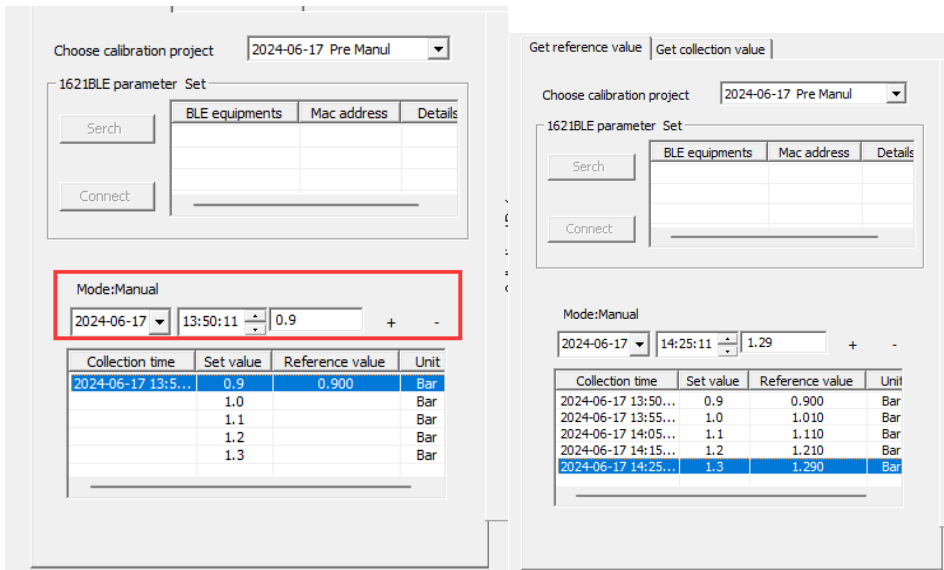 Choose calibration project 2024-06-17 Pre Manul
1621BLE parameter Set
Serch
Connect
BLE equipments Mac address Details
Mode:Manual
2024-06-17 13:50:11 0.9 + -
Collection time Set value Reference value Unit
2024-06-17 13:5... 0.9 0.900 Bar
1.0 Bar
1.1 Bar
1.2 Bar
1.3 Bar
Get reference value Get collection value
Choose calibration project 2024-06-17 Pre Manul
1621BLE parameter Set
Serch
Connect
BLE equipments Mac address Details
Mode:Manual
2024-06-17 14:25:11 1.29 + -
Collection time Set value Reference value Unit
2024-06-17 13:50... 0.9 0.900 Bar
2024-06-17 13:55... 1.0 1.010 Bar
2024-06-17 14:05... 1.1 1.110 Bar
2024-06-17 14:15... 1.2 1.210 Bar
2024-06-17 14:25... 1.3 1.290 Bar